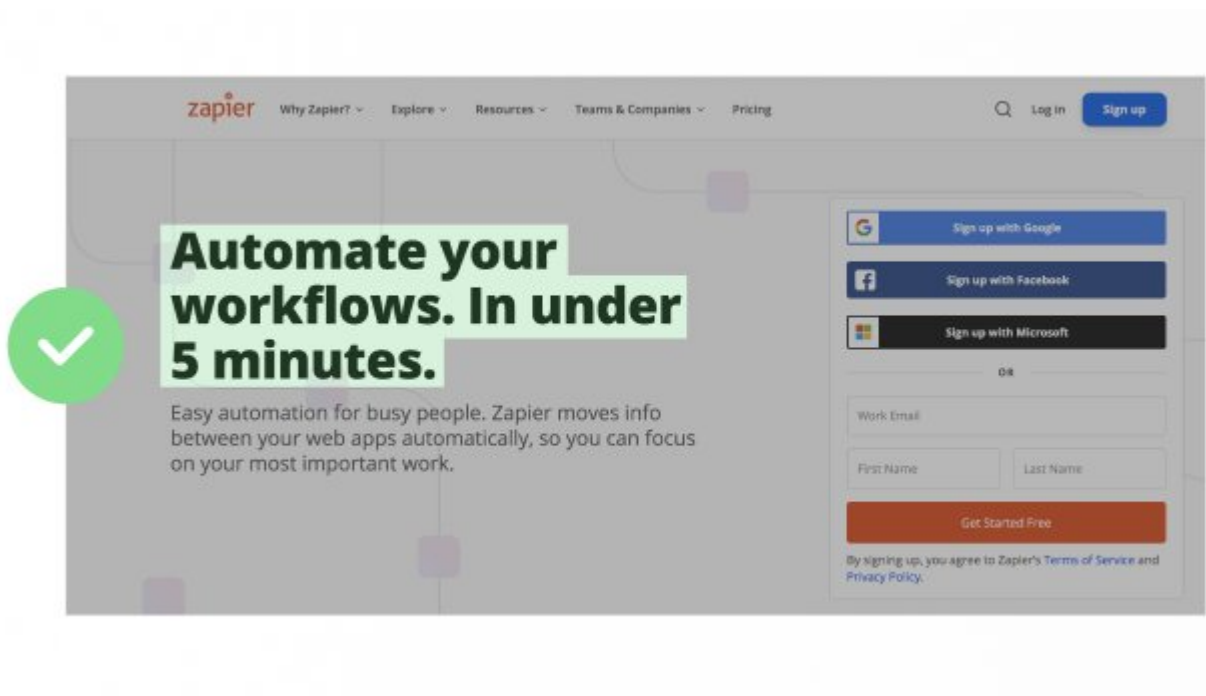 zapier Why Zapier? Explore Resources Teams & Companies Pricing Log in Sign up
Automate your
workflows. In under
5 minutes.
Easy automation for busy people. Zapier moves info
between your web apps automatically, so you can focus
on your most important work.
Sign up with Google
Sign up with Facebook
Sign up with Microsoft
OR
Work Email
First Name Last Name
Get Started Free
By signing up, you agree to Zapier's Terms of Service and
Privacy Policy.